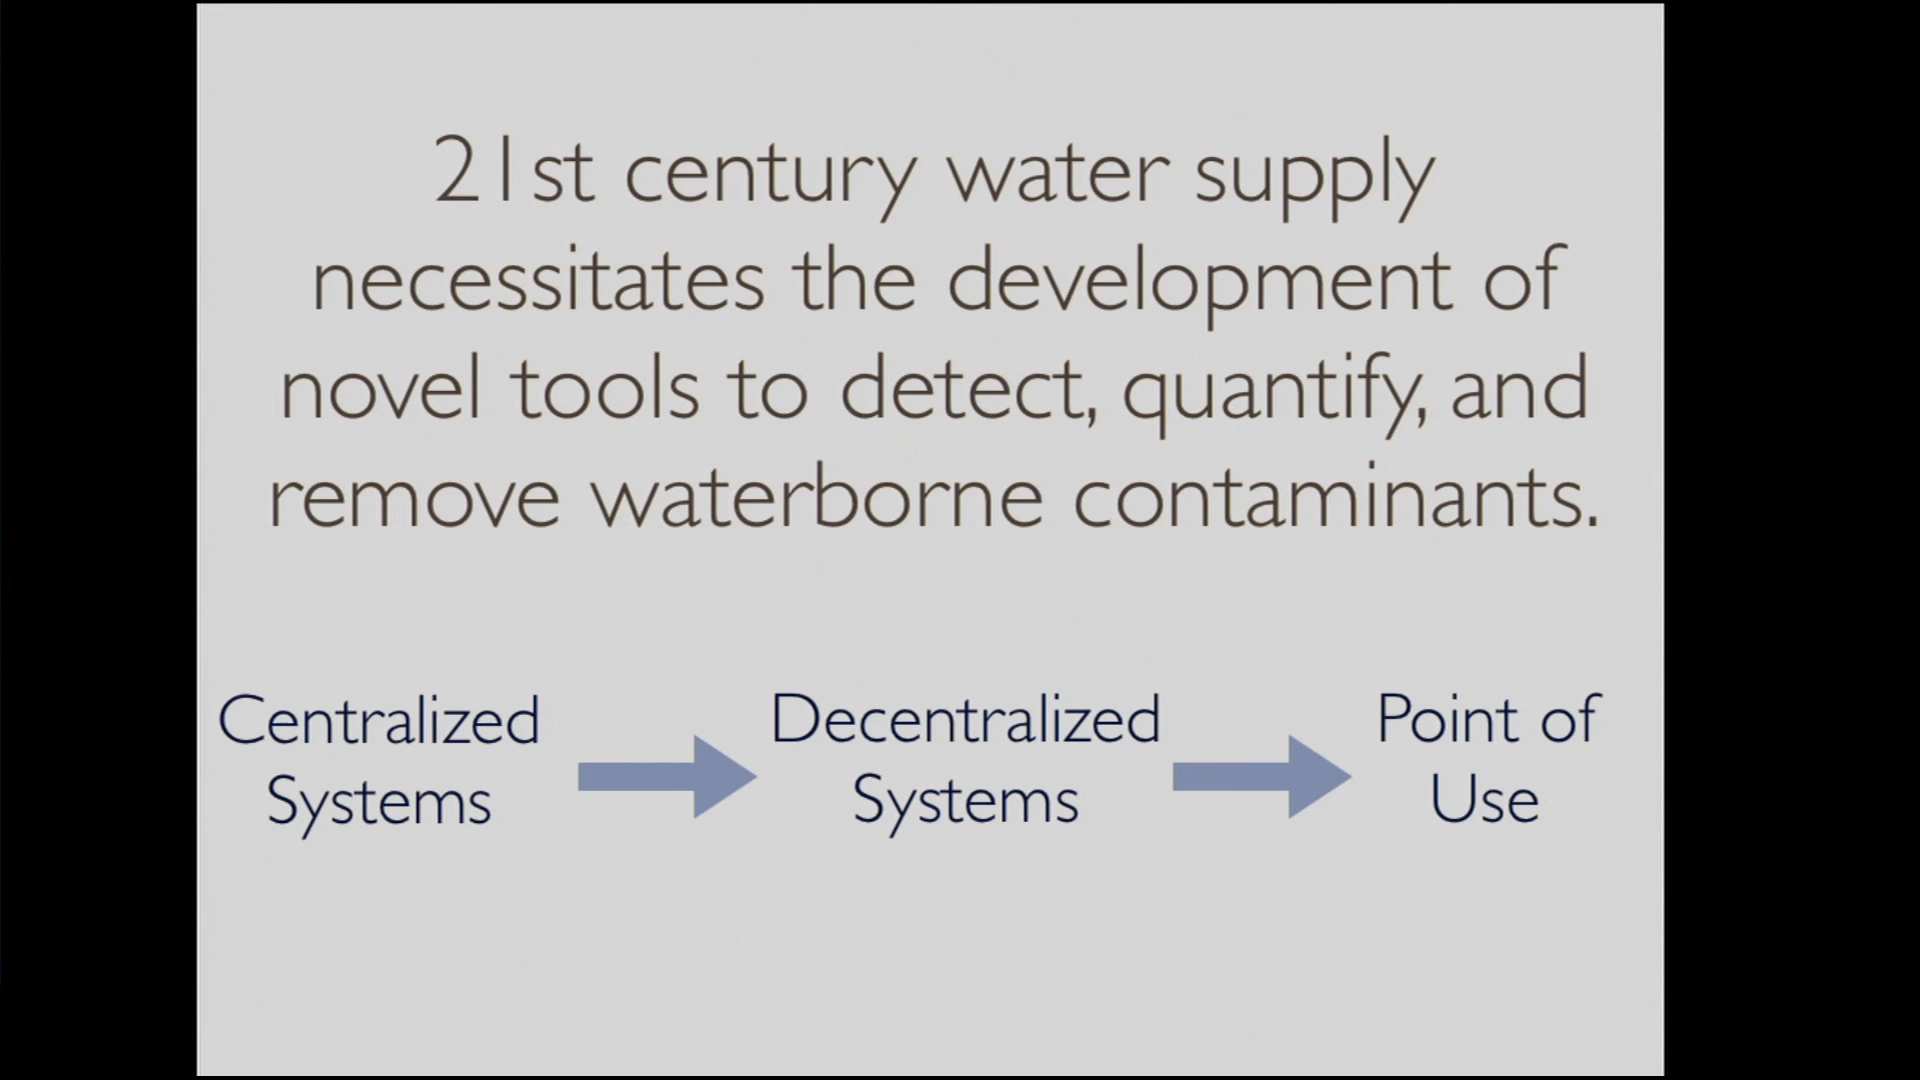 21st century water supply
necessitates the development of
novel tools to detect, quantify, and
remove waterborne contaminants.
Centralized
Systems
Decentralized
Systems
Point of
Use